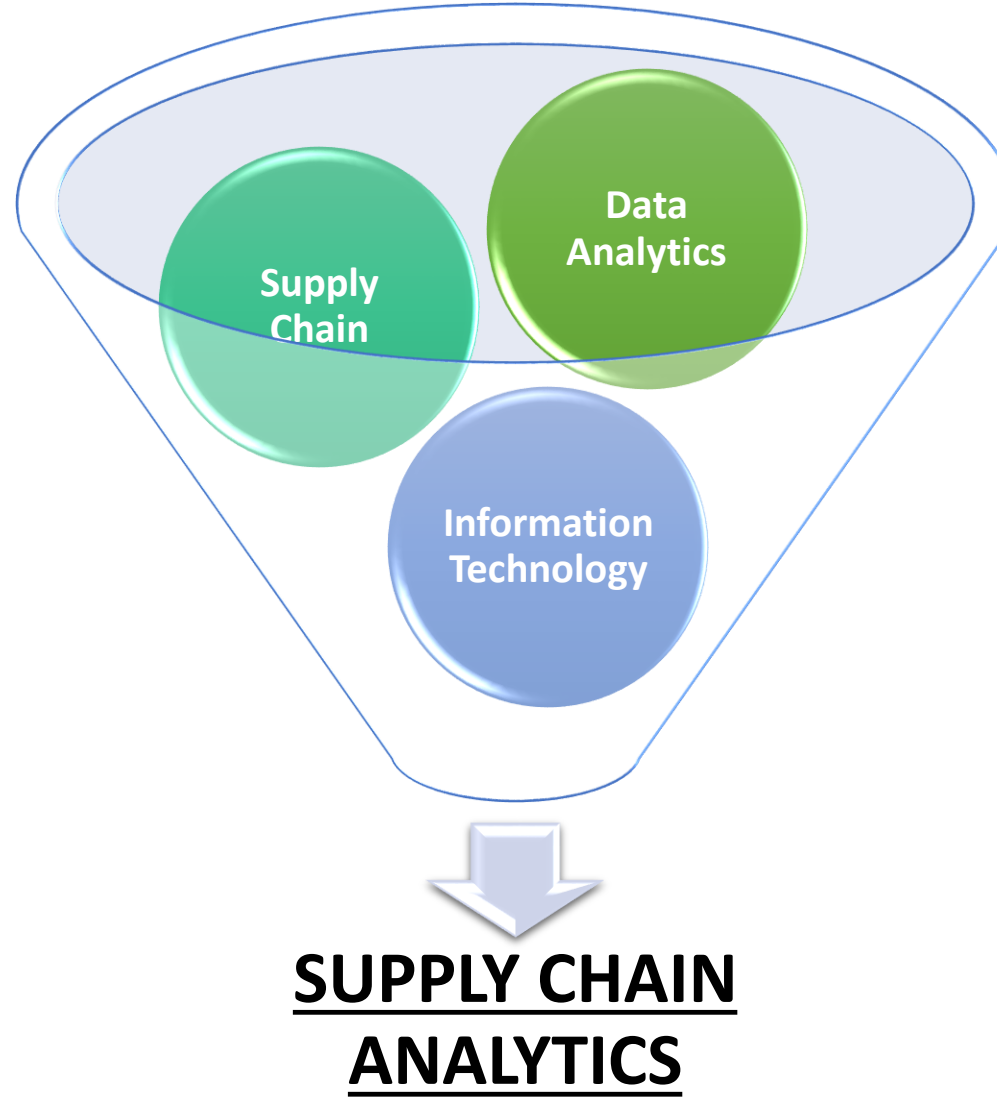 Data
Analytics
Supply
Chain
Information
Technology
SUPPLY CHAIN
ANALYTICS